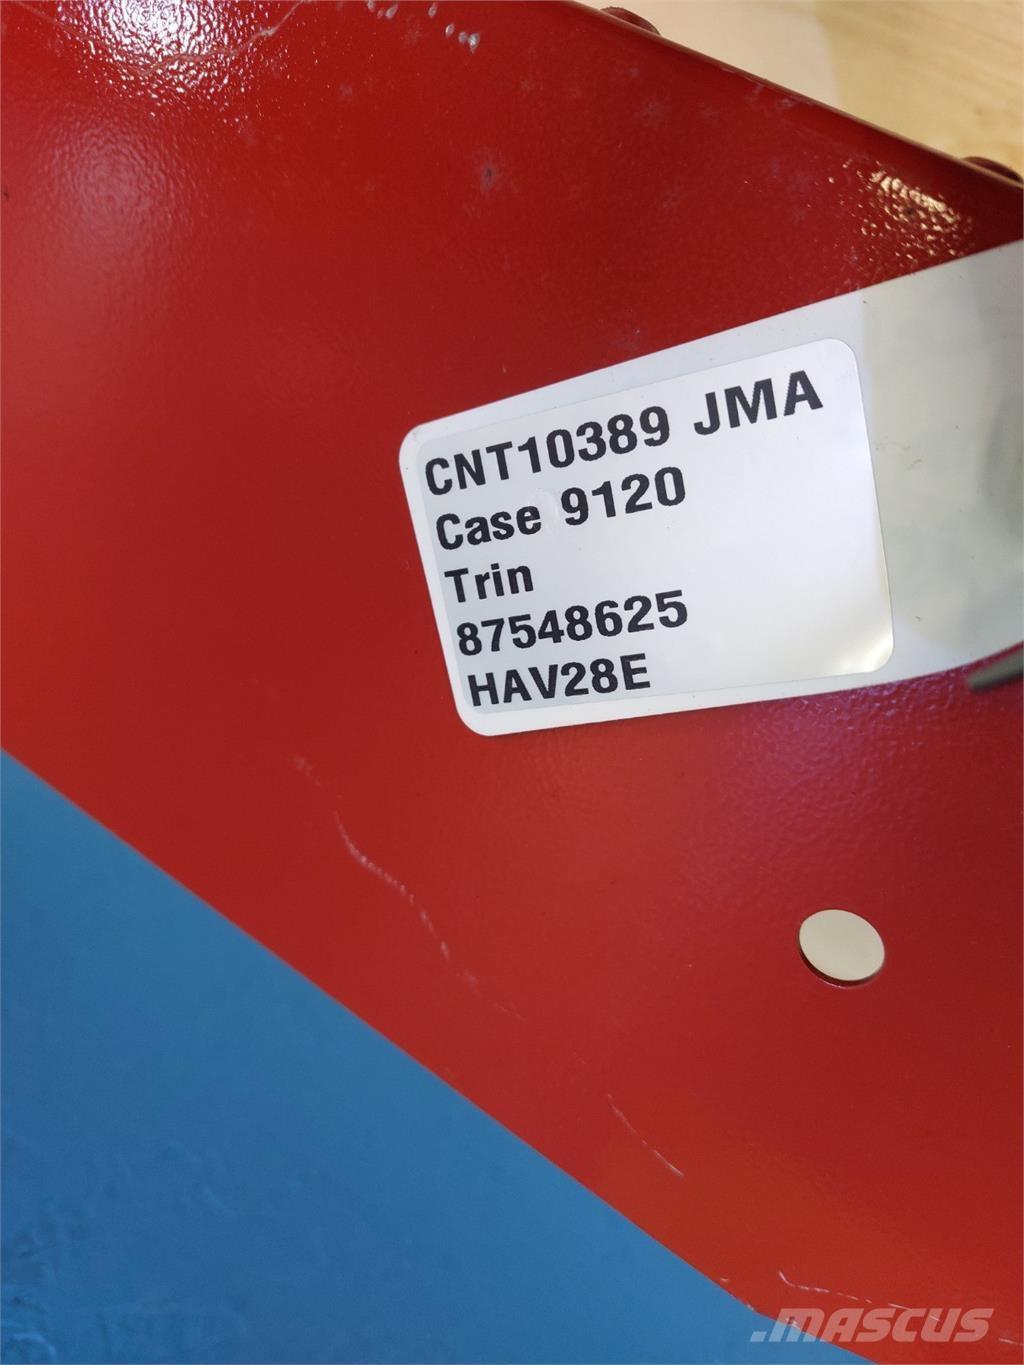 CNT10389 JMA
Case 9120
Trin
87548625
HAV28E
.MASCUS